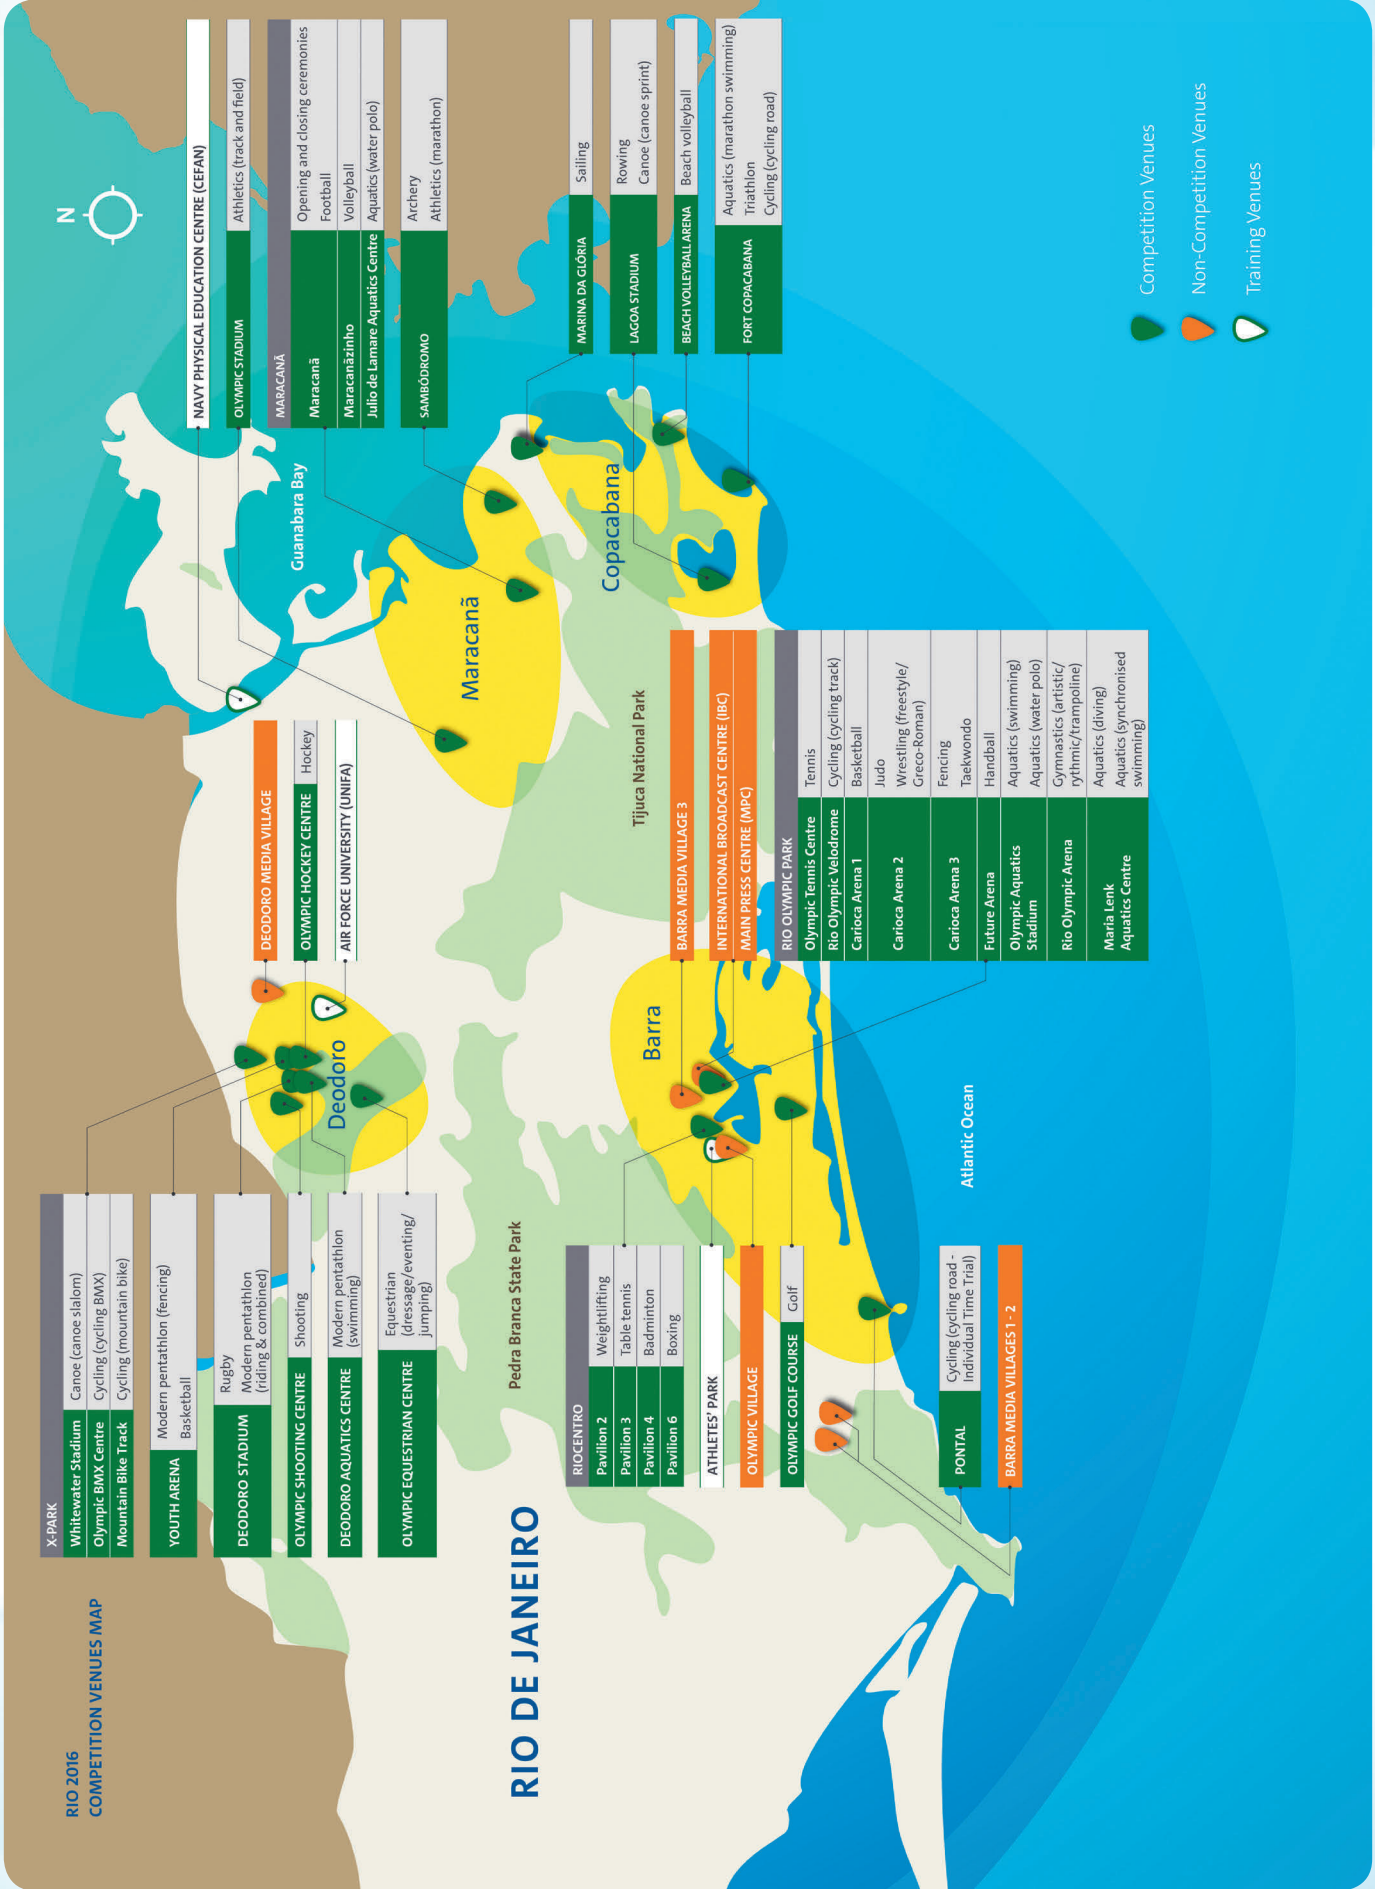 RIO 2016
COMPETITION VENUES MAP
X-PARK
Whitewater Stadium Canoe (canoe slalom)
Olympic BMX Centre Cycling (cycling BMX)
Mountain Bike Track Cycling (mountain bike)
YOUTH ARENA
Modern pentathlon (fencing)
Basketball
DEODORO STADIUM
Rugby
Modern pentathlon
(riding & combined)
OLYMPIC SHOOTING CENTRE Shooting
DEODORO AQUATICS CENTRE
Modern pentathlon
(swimming)
OLYMPIC EQUESTRIAN CENTRE
Equestrian
(dressage/eventing/
jumping)
DEODORO MEDIA VILLAGE
OLYMPIC HOCKEY CENTRE Hockey
AIR FORCE UNIVERSITY (UNIFA)
Deodoro
NAVY PHYSICAL EDUCATION CENTRE (CEFAN)
OLYMPIC STADIUM Athletics (track and field)
MARACANÃ
Maracanã
Opening and closing ceremonies
Football
Maracanãzinho Volleyball
Julio de Lamare Aquatics Centre Aquatics (water polo)
SAMBÓDROMO
Archery
Athletics (marathon)
N
Guanabara Bay
Maracanã
RIO DE JANEIRO
Pedra Branca State Park
Tijuca National Park
Copacabana
MARINA DA GLÓRIA Sailing
LAGOA STADIUM
Rowing
Canoe (canoe sprint)
BEACH VOLLEYBALL ARENA Beach volleyball
FORT COPACABANA
Aquatics (marathon swimming)
Triathlon
Cycling (cycling road)
RIOCENTRO
Pavilion 2 Weightlifting
Pavilion 3 Table tennis
Pavilion 4 Badminton
Pavilion 6 Boxing
ATHLETES' PARK
OLYMPIC VILLAGE
OLYMPIC GOLF COURSE Golf
Barra
BARRA MEDIA VILLAGE 3
INTERNATIONAL BROADCAST CENTRE (IBC)
MAIN PRESS CENTRE (MPC)
RIO OLYMPIC PARK
Olympic Tennis Centre Tennis
Rio Olympic Velodrome Cycling (cycling track)
Carioca Arena 1 Basketball
Carioca Arena 2
Judo
Wrestling (freestyle/
Greco-Roman)
Carioca Arena 3
Fencing
Taekwondo
Future Arena Handball
Olympic Aquatics
Stadium
Aquatics (swimming)
Aquatics (water polo)
Rio Olympic Arena
Gymnastics (artistic/
rythmic/trampoline)
Maria Lenk
Aquatics Centre
Aquatics (diving)
Aquatics (synchronised
swimming)
PONTAL
Cycling (cycling road -
Individual Time Trial)
BARRA MEDIA VILLAGES 1 - 2
Atlantic Ocean
Competition Venues
Non-Competition Venues
Training Venues